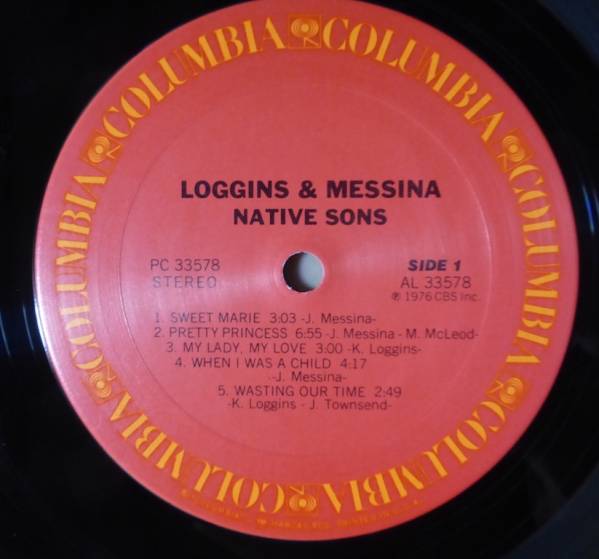 COLUMBIA COLUMBIA COLUMBIA COLUMBIA COLUMBIA COLUMBIA
LOGGINS & MESSINA
NATIVE SONS
PC 33578
STEREO
SIDE 1
AL 33578
℗ 1976 CBS Inc.
1. SWEET MARIE 3:03 -J. Messina-
2. PRETTY PRINCESS 6:55 -J. Messina - M. McLeod-
3. MY LADY, MY LOVE 3:00 -K. Loggins-
4. WHEN I WAS A CHILD 4:17
--J. Messina-
5. WASTING OUR TIME 2:49
-K. Loggins - J. Townsend-